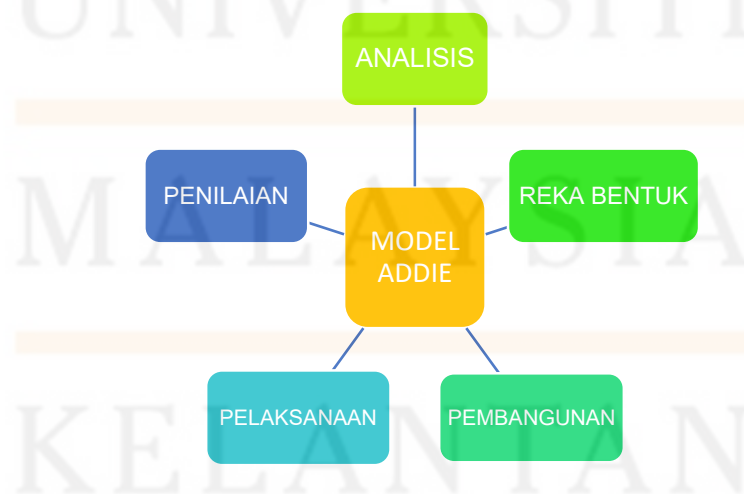 UNIVERSITI
ANALISIS
PENILAIAN
REKA BENTUK
MALAYSIA
MODEL
ADDIE
PELAKSANAAN
PEMBANGUNAN
KELANTAN